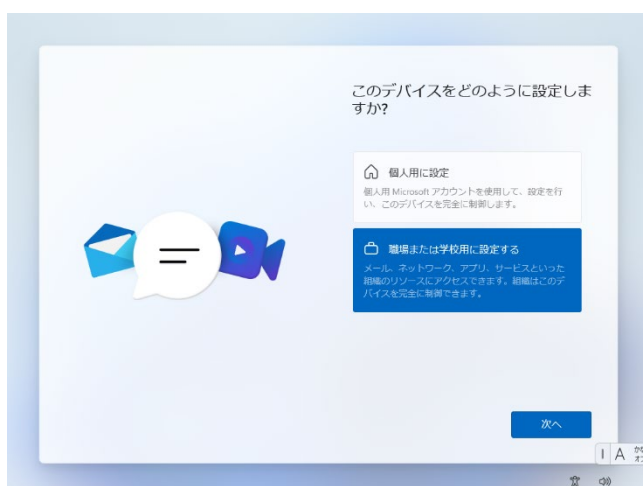 このデバイスをどのように設定しま
すか?
個人用に設定
個人用 Microsoft アカウントを使用して、設定を行
い、このデバイスを完全に制御します。
職場または学校用に設定する
メール、ネットワーク、アプリ、サービスといった
組織のリソースにアクセスできます。組織はこのデ
バイスを完全に制御できます。
次へ
A